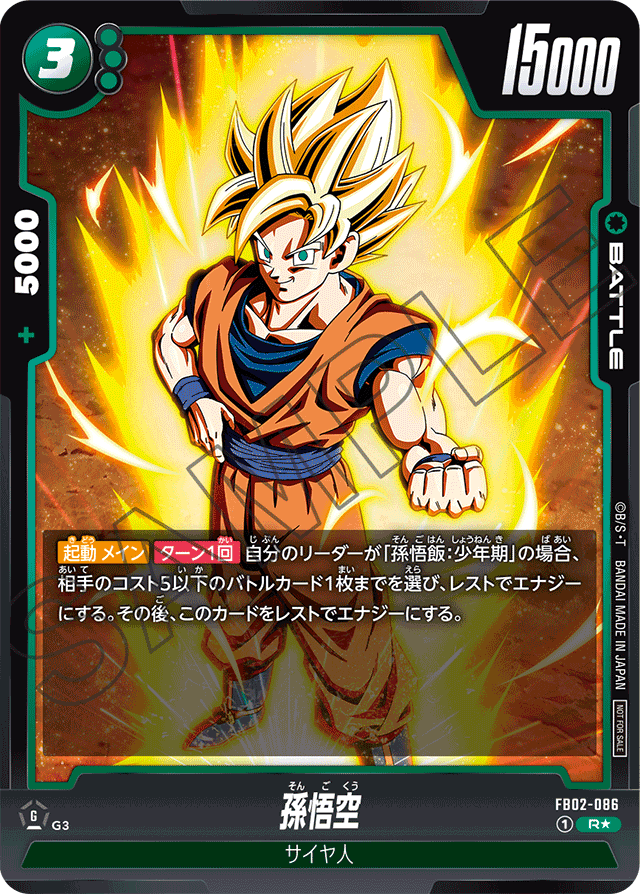 3
15000
+ 5000
BATTLE
SAMPLE
起動メイン ターン1回 自分のリーダーが「孫悟飯:少年期」の場合、
相手のコスト5以下のバトルカード1枚までを選び、レストでエナジー
にする。その後、このカードをレストでエナジーにする。
©B/S・T BANDAI MADE IN JAPAN NOT FOR SALE
そんごくう
孫悟空
FB02-086
G G3
1 R★
サイヤ人